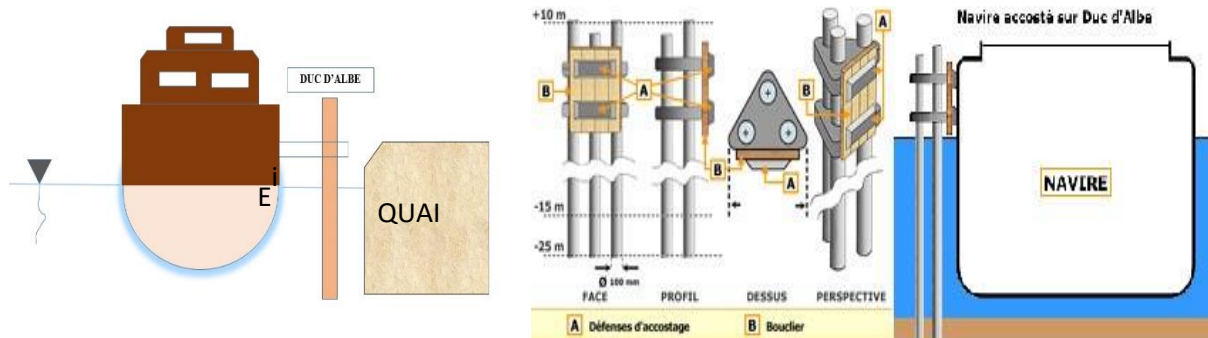 DUC D'ALBE
i
E
QUAI
+10 m
A
B
A
B
A
B
B
A
-15 m
-25 m
Ø 100 mm
FACE
PROFIL
DESSUS
PERSPECTIVE
A Défenses d'accostage
B Bouclier
Navire accosté sur Duc d'Alba
NAVIRE